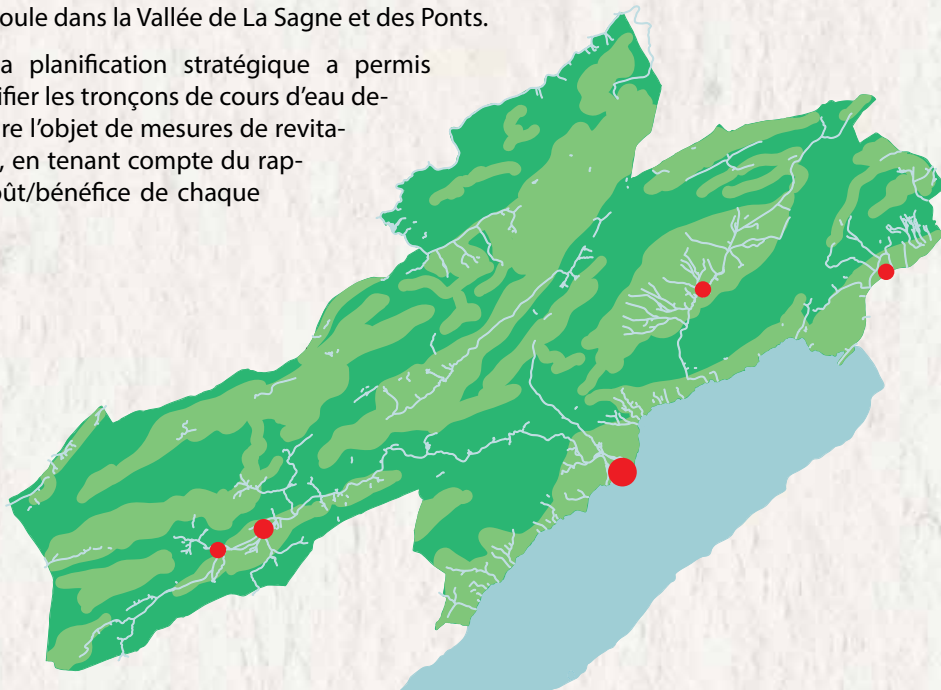 oule dans la Vallée de La Sagne et des Ponts.
a planification stratégique a permis
ifier les tronçons de cours d'eau de-
re l'objet de mesures de revita-
, en tenant compte du rap-
oût/bénéfice de chaque